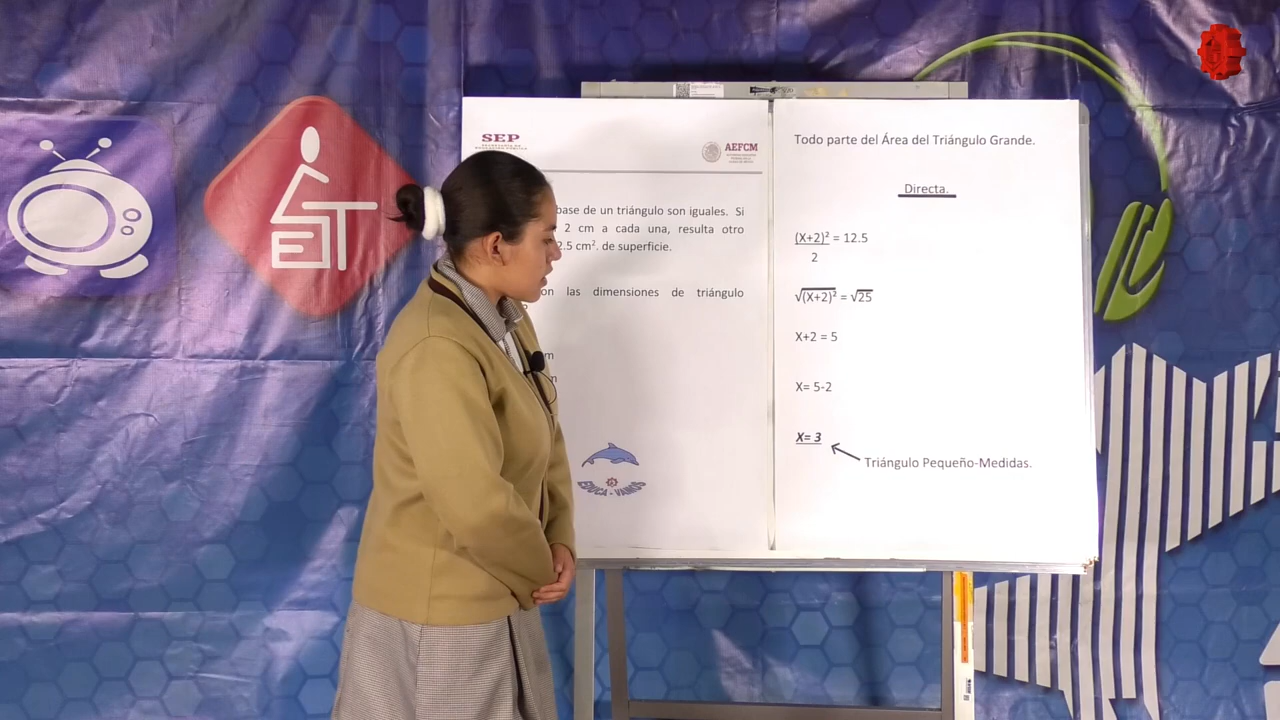 SEP
AEFCM
base de un triángulo son iguales. Si
2 cm a cada una, resulta otro
2.5 cm². de superficie.
on las dimensiones de triángulo
m
EDUCA-VAMOS
Todo parte del Área del Triángulo Grande.
Directa.
(X+2)² = 12.5
2
√(X+2)² = √25
X+2 = 5
X= 5-2
X= 3
Triángulo Pequeño-Medidas.
EST